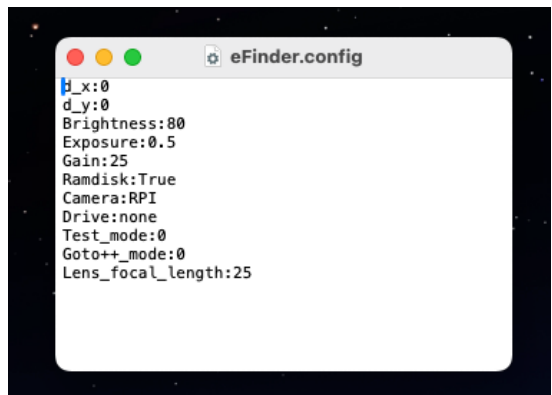 eFinder.config
d_x:0
d_y:0
Brightness:80
Exposure:0.5
Gain:25
Ramdisk:True
Camera:RPI
Drive:none
Test_mode:0
Goto++_mode:0
Lens_focal_length:25